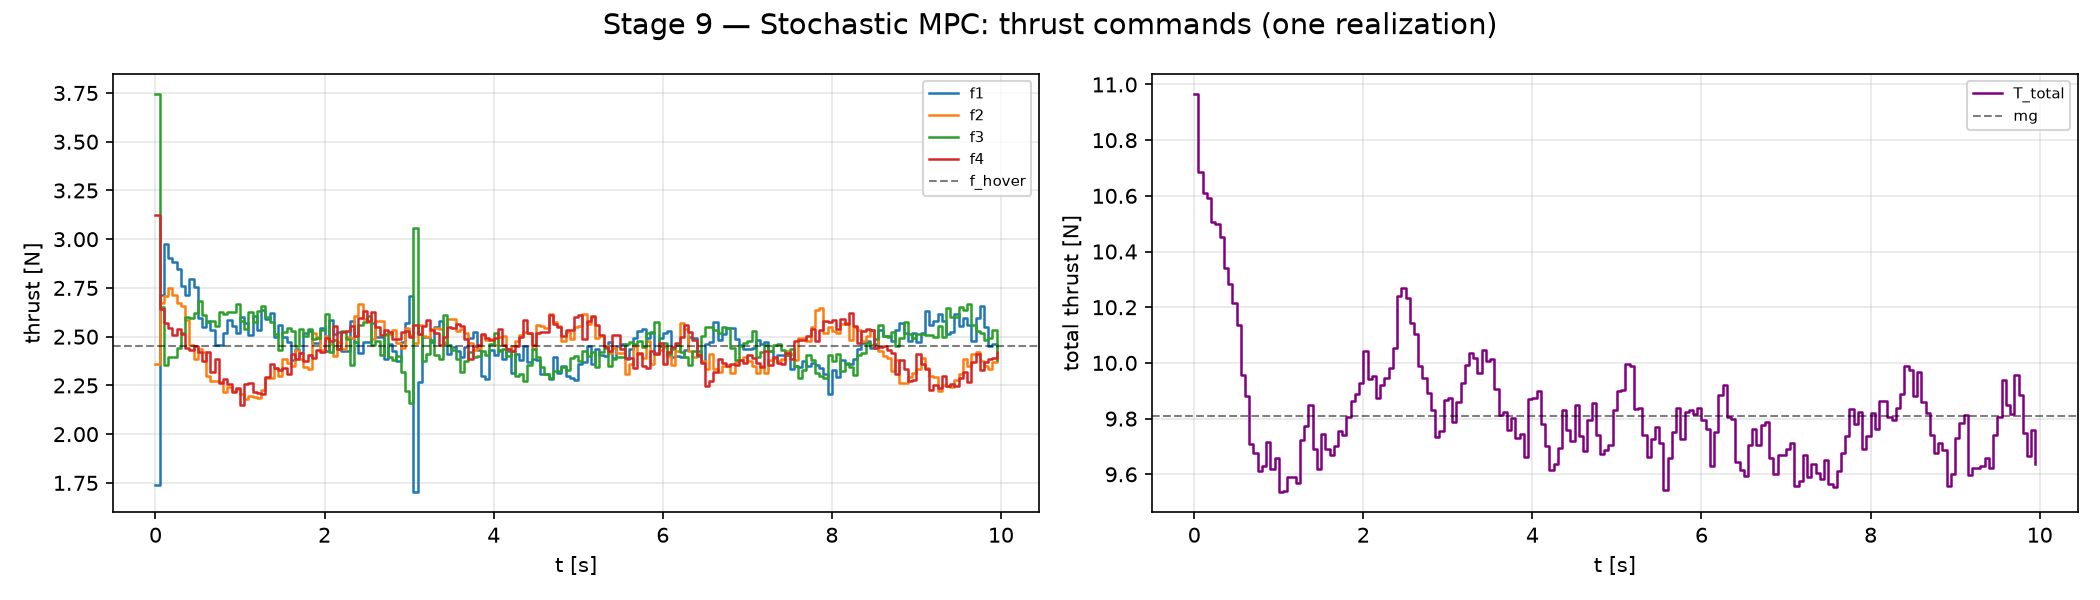 Stage 9 — Stochastic MPC: thrust commands (one realization)
thrust [N]
3.75
3.50
3.25
3.00
2.75
2.50
2.25
2.00
1.75
0
2
4
6
8
10
t [s]
f1
f2
f3
f4
f_hover
total thrust [N]
11.0
10.8
10.6
10.4
10.2
10.0
9.8
9.6
0
2
4
6
8
10
t [s]
T_total
mg